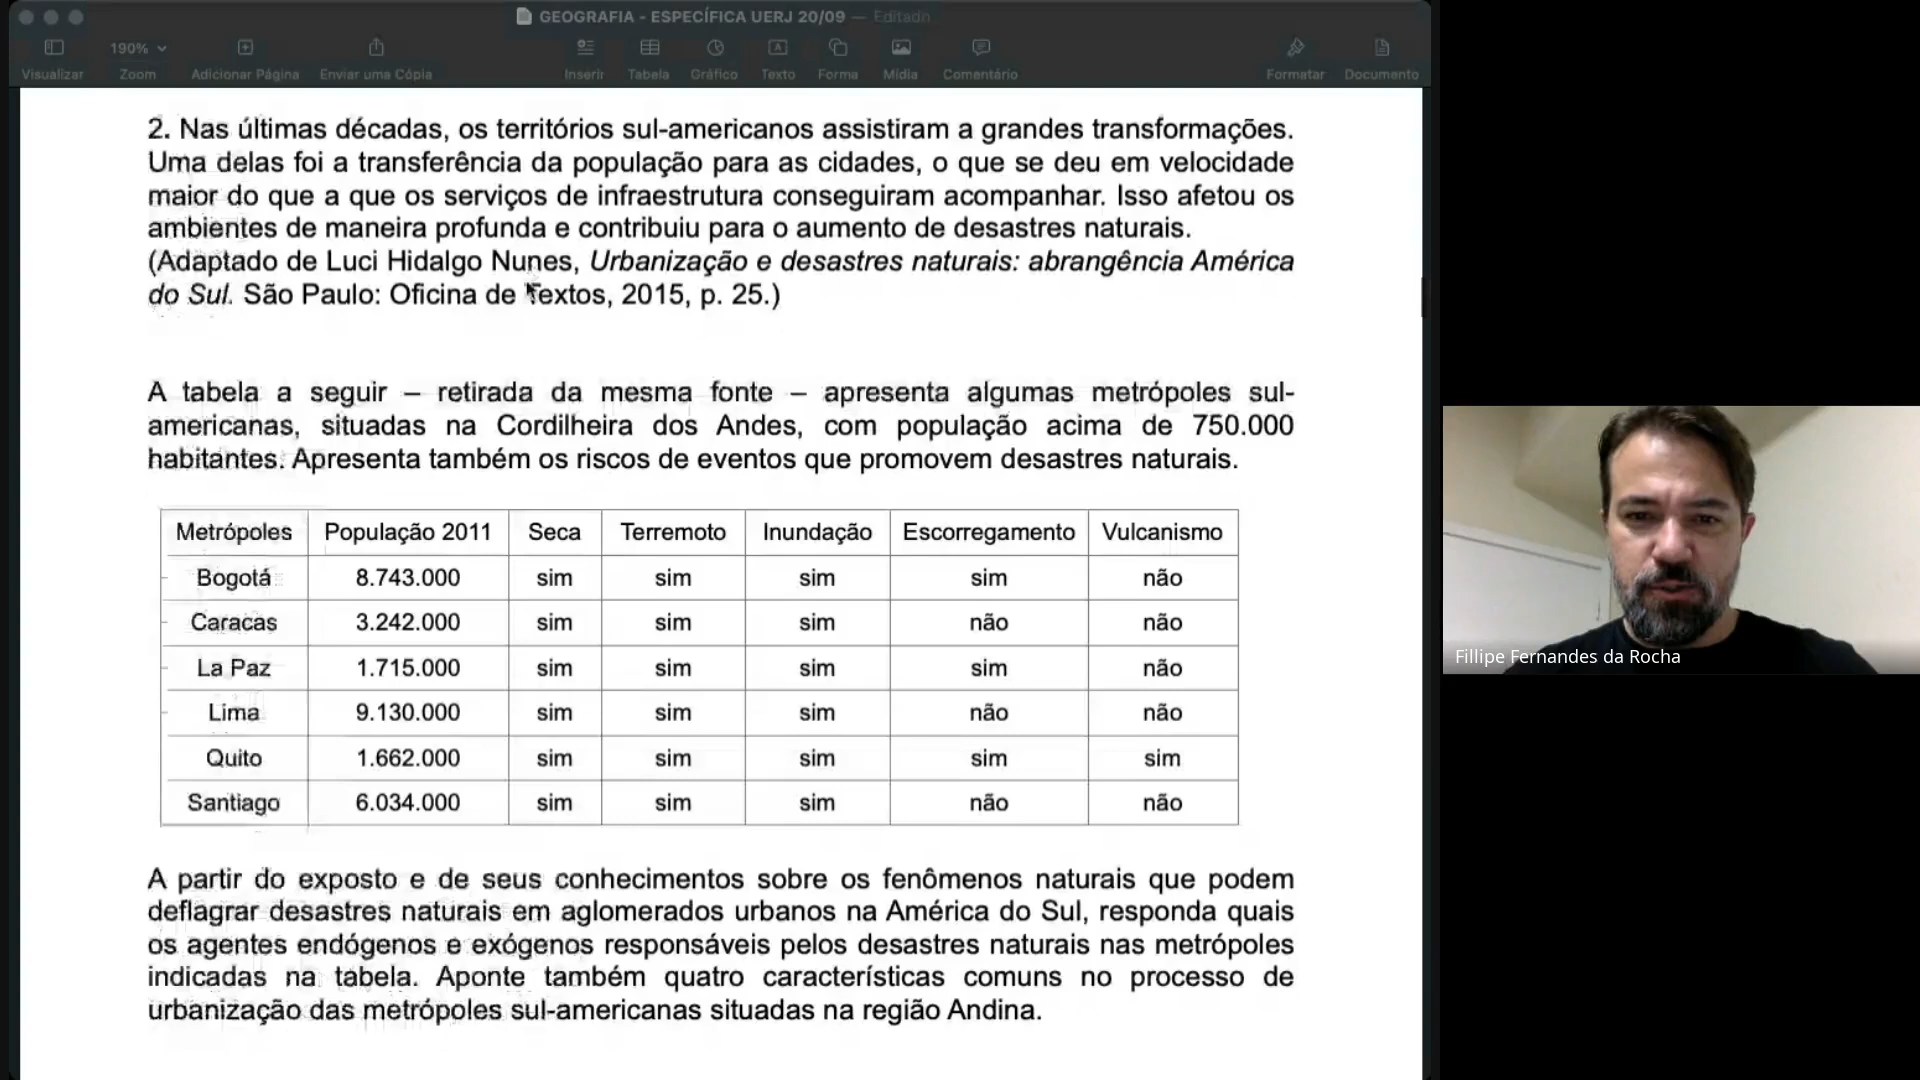 GEOGRAFIA - ESPECÍFICA UERJ 20/09 — Editado
190%
Visualizar Zoom Adicionar Página Enviar uma Cópia Inserir Tabela Gráfico Texto Forma Mídia Comentário Formatar Documento
2. Nas últimas décadas, os territórios sul-americanos assistiram a grandes transformações.
Uma delas foi a transferência da população para as cidades, o que se deu em velocidade
maior do que a que os serviços de infraestrutura conseguiram acompanhar. Isso afetou os
ambientes de maneira profunda e contribuiu para o aumento de desastres naturais.
(Adaptado de Luci Hidalgo Nunes, Urbanização e desastres naturais: abrangência América
do Sul. São Paulo: Oficina de Textos, 2015, p. 25.)
A tabela a seguir – retirada da mesma fonte – apresenta algumas metrópoles sul-
americanas, situadas na Cordilheira dos Andes, com população acima de 750.000
habitantes. Apresenta também os riscos de eventos que promovem desastres naturais.
Metrópoles População 2011 Seca Terremoto Inundação Escorregamento Vulcanismo
Bogotá 8.743.000 sim sim sim sim não
Caracas 3.242.000 sim sim sim não não
La Paz 1.715.000 sim sim sim sim não
Lima 9.130.000 sim sim sim não não
Quito 1.662.000 sim sim sim sim sim
Santiago 6.034.000 sim sim sim não não
A partir do exposto e de seus conhecimentos sobre os fenômenos naturais que podem
deflagrar desastres naturais em aglomerados urbanos na América do Sul, responda quais
os agentes endógenos e exógenos responsáveis pelos desastres naturais nas metrópoles
indicadas na tabela. Aponte também quatro características comuns no processo de
urbanização das metrópoles sul-americanas situadas na região Andina.
Fillipe Fernandes da Rocha